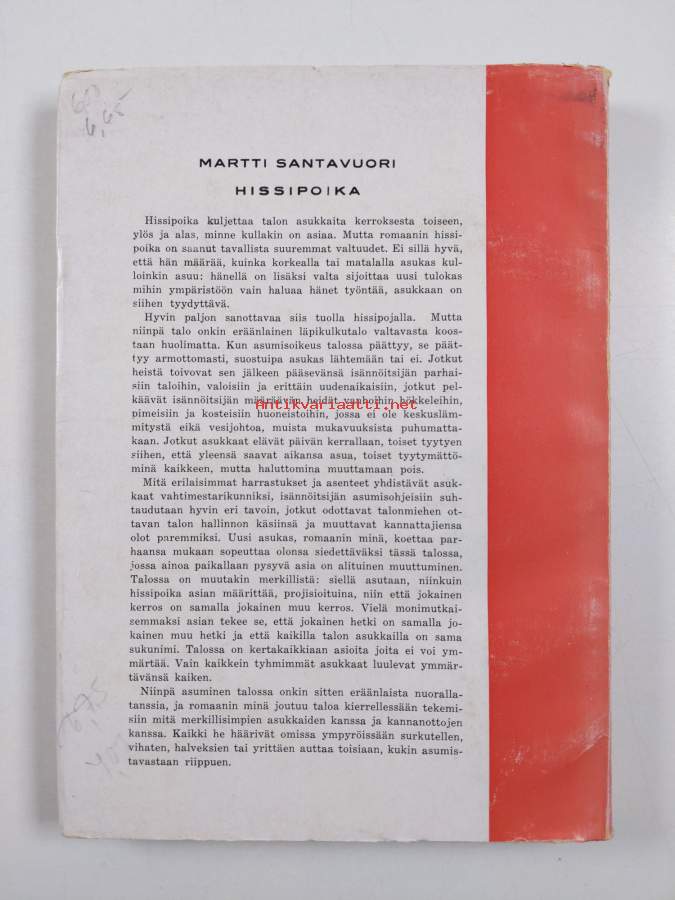 6,65
MARTTI SANTAVUORI
HISSIPOIKA
Hissipoika kuljettaa talon asukkaita kerroksesta toiseen,
ylös ja alas, minne kullakin on asiaa. Mutta romaanin hissi-
poika on saanut tavallista suuremmat valtuudet. Ei sillä hyvä,
että hän määrää, kuinka korkealla tai matalalla asukas kul-
loinkin asuu: hänellä on lisäksi valta sijoittaa uusi tulokas
mihin ympäristöön vain haluaa hänet työntää, asukkaan on
siihen tyydyttävä.
Hyvin paljon sanottavaa siis tuolla hissipojalla. Mutta
niinpä talo onkin eräänlainen läpikulkutalo valtavasta koos-
taan huolimatta. Kun asumisoikeus talossa päättyy, se päät-
tyy armottomasti, suostuipa asukas lähtemään tai ei. Jotkut
heistä toivovat sen jälkeen pääsevänsä isännöitsijän parhai-
siin taloihin, valoisiin ja erittäin uudenaikaisiin, jotkut pel-
käävät isännöitsijän määräävän heidät vanhoihin hökkeleihin,
Antikvariaatti.net
pimeisiin ja kosteisiin huoneistoihin, jossa ei ole keskusläm-
mitystä eikä vesijohtoa, muista mukavuuksista puhumatta-
kaan. Jotkut asukkaat elävät päivän kerrallaan, toiset tyytyen
siihen, että yleensä saavat aikansa asua, toiset tyytymättö-
minä kaikkeen, mutta haluttomina muuttamaan pois.
Mitä erilaisimmat harrastukset ja asenteet yhdistävät asuk-
kaat vahtimestarikunniksi, isännöitsijän asumisohjeisiin suh-
taudutaan hyvin eri tavoin, jotkut odottavat talonmiehen ot-
tavan talon hallinnon käsiinsä ja muuttavat kannattajiensa
olot paremmiksi. Uusi asukas, romaanin minä, koettaa par-
haansa mukaan sopeuttaa olonsa siedettäväksi tässä talossa,
jossa ainoa paikallaan pysyvä asia on alituinen muuttuminen.
Talossa on muutakin merkillistä: siellä asutaan, niinkuin
hissipoika asian määrittää, projisioituina, niin että jokainen
kerros on samalla jokainen muu kerros. Vielä monimutkai-
semmaksi asian tekee se, että jokainen hetki on samalla jo-
kainen muu hetki ja että kaikilla talon asukkailla on sama
sukunimi. Talossa on kertakaikkiaan asioita joita ei voi ym-
märtää. Vain kaikkein tyhmimmät asukkaat luulevat ymmär-
tävänsä kaiken.
Niinpä asuminen talossa onkin sitten eräänlaista nuoralla-
tanssia, ja romaanin minä joutuu taloa kierrellessään tekemi-
siin mitä merkillisimpien asukkaiden kanssa ja kannanottojen
kanssa. Kaikki he häärivät omissa ympyröissään surkutellen,
vihaten, halveksien tai yrittäen auttaa toisiaan, kukin asumis-
tavastaan riippuen.